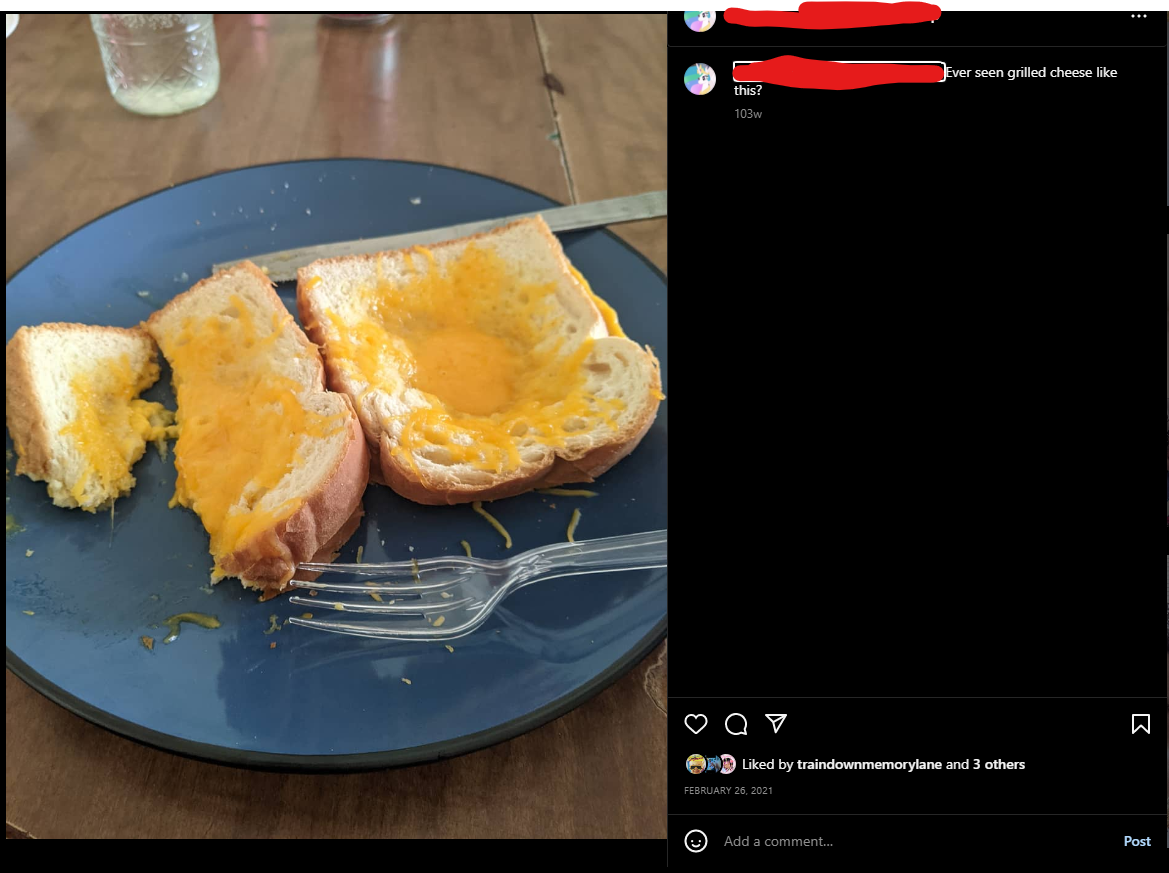 Ever seen grilled cheese like
this?
103w
Liked by traindownmemorylane and 3 others
FEBRUARY 26, 2021
Add a comment...
Post